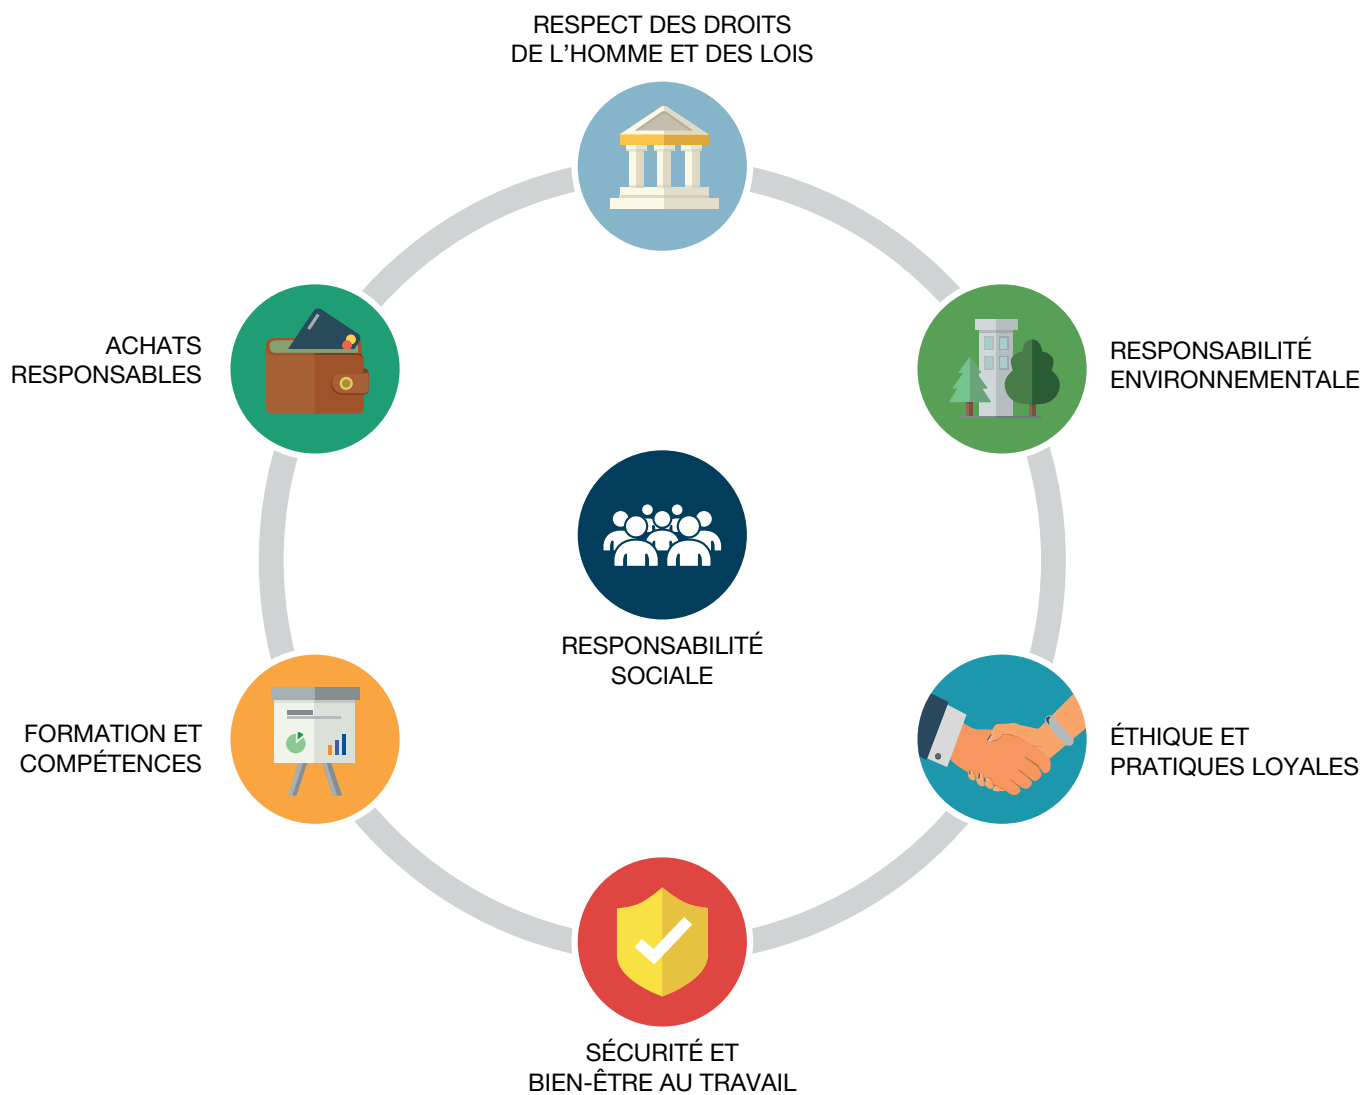 RESPECT DES DROITS
DE L’HOMME ET DES LOIS
ACHATS
RESPONSABLES
RESPONSABILITÉ
ENVIRONNEMENTALE
RESPONSABILITÉ
SOCIALE
FORMATION ET
COMPÉTENCES
ÉTHIQUE ET
PRATIQUES LOYALES
SÉCURITÉ ET
BIEN-ÊTRE AU TRAVAIL